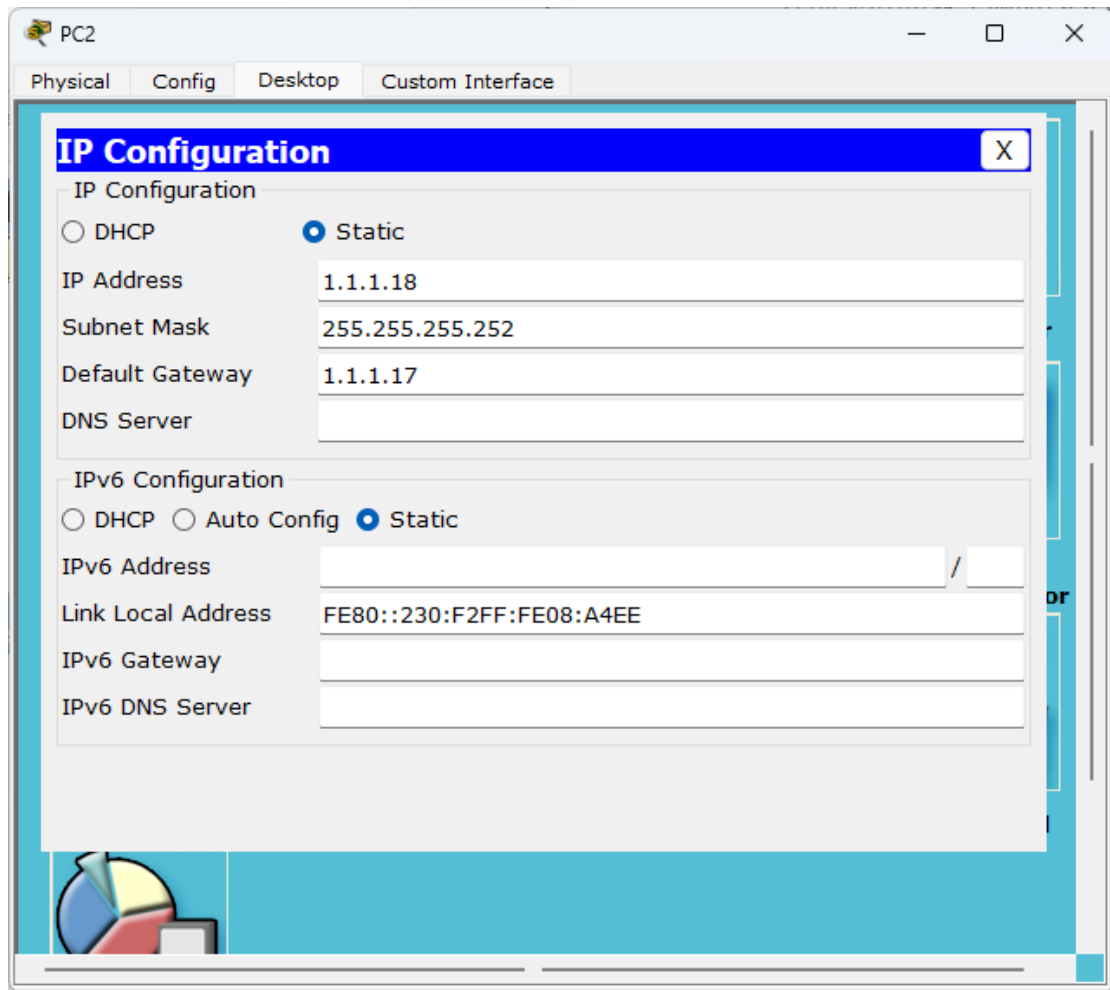 PC2
Physical Config Desktop Custom Interface
IP Configuration X
IP Configuration
DHCP Static
IP Address 1.1.1.18
Subnet Mask 255.255.255.252
Default Gateway 1.1.1.17
DNS Server
IPv6 Configuration
DHCP Auto Config Static
IPv6 Address /
Link Local Address FE80::230:F2FF:FE08:A4EE
or
IPv6 Gateway
IPv6 DNS Server